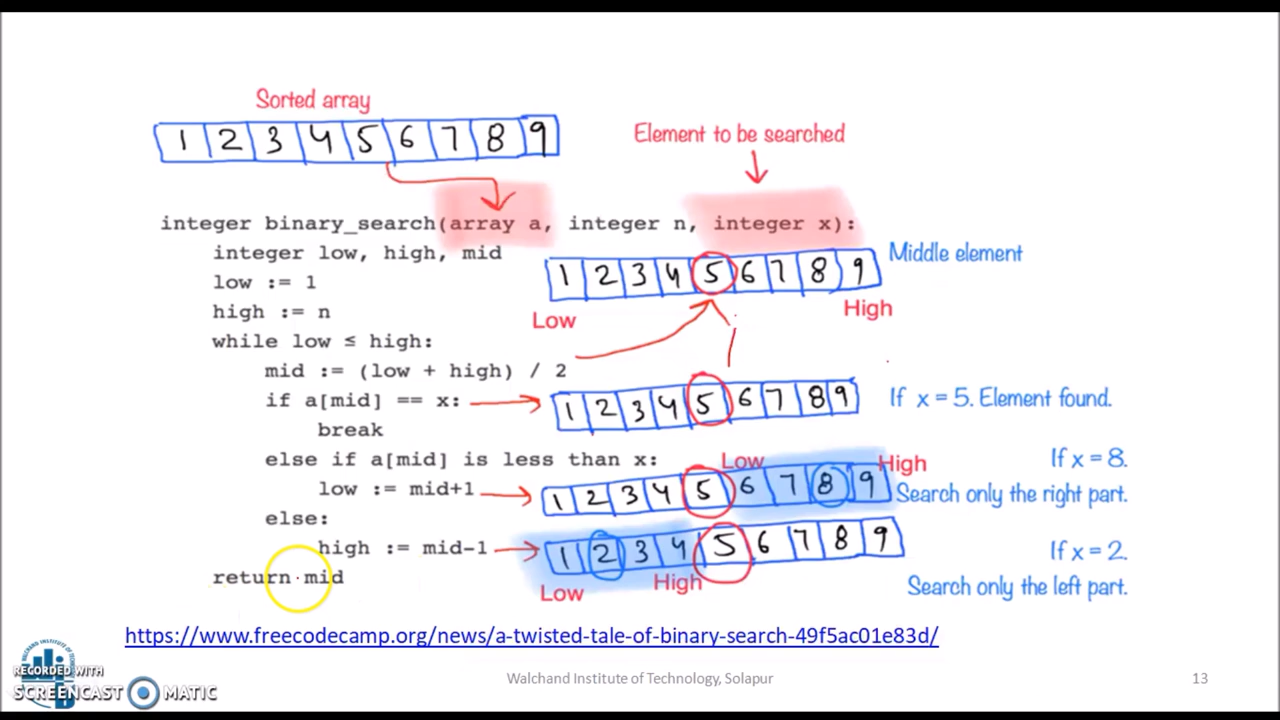 Sorted array
1 2 3 4 5 6 7 8 9
Element to be searched
integer binary_search(array a, integer n, integer x):
integer low, high, mid
Middle element
low := 1
1 2 3 4 5 6 7 8 9
high := n
Low High
while low ≤ high:
mid := (low + high) / 2
if a[mid] == x:
1 2 3 4 5 6 7 8 9
If x = 5. Element found.
break
else if a[mid] is less than x:
Low High
If x = 8.
low := mid+1
1 2 3 4 5 6 7 8 9
Search only the right part.
else:
high := mid-1
1 2 3 4 5 6 7 8 9
If x = 2.
return mid
Low High
Search only the left part.
https://www.freecodecamp.org/news/a-twisted-tale-of-binary-search-49f5ac01e83d/
RECORDED WITH
SCREENCAST MATIC
Walchand Institute of Technology, Solapur
13